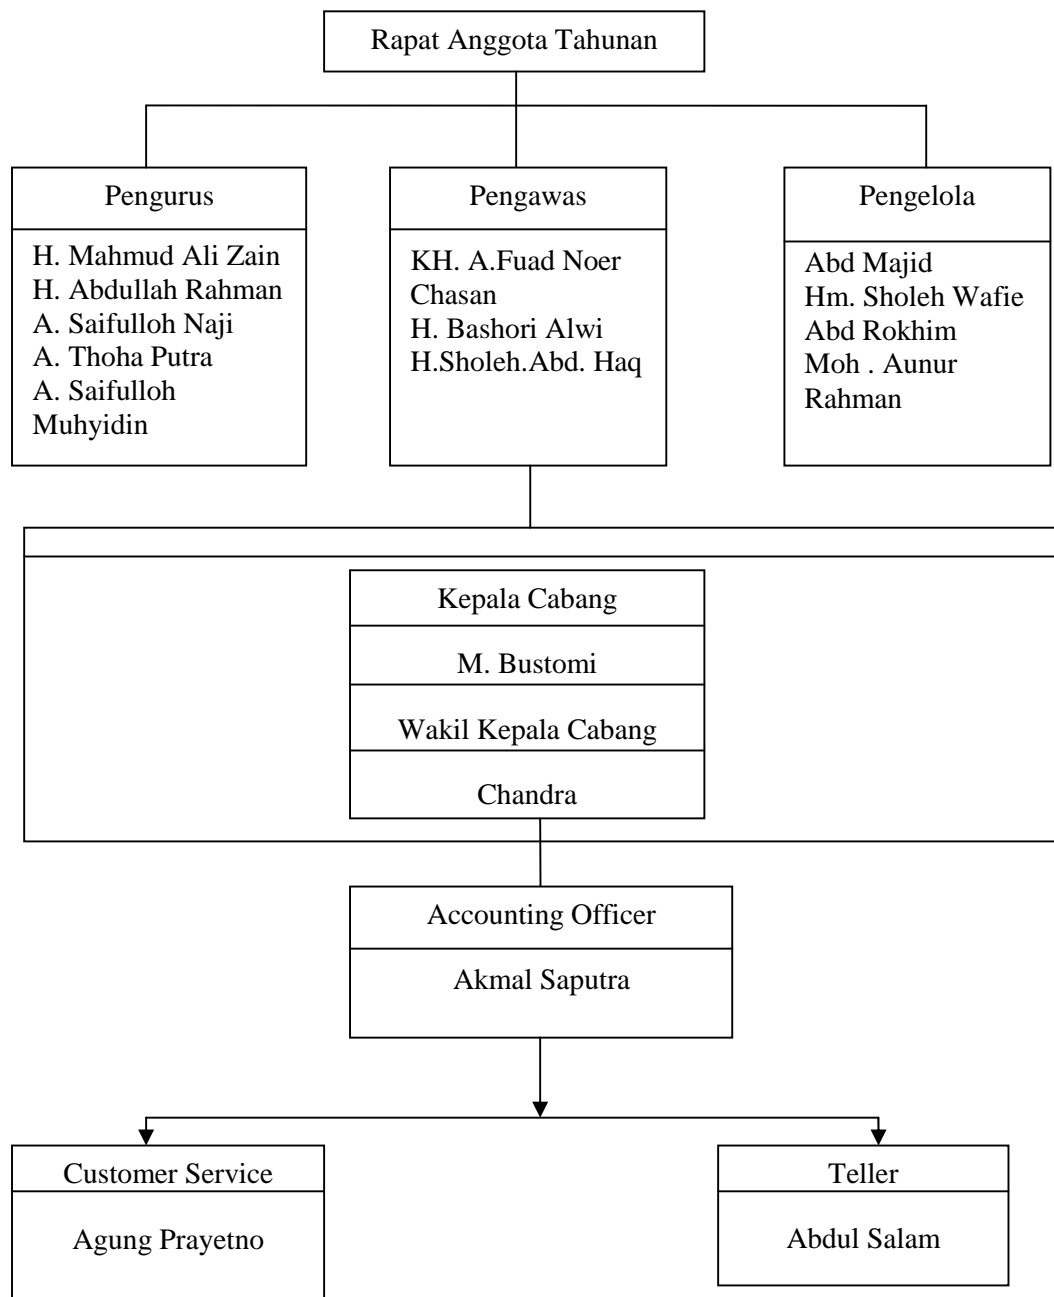 Rapat Anggota Tahunan
Pengurus
H. Mahmud Ali Zain
H. Abdullah Rahman
A. Saifulloh Naji
A. Thoha Putra
A. Saifulloh
Muhyidin
Pengawas
KH. A.Fuad Noer
Chasan
H. Bashori Alwi
H.Sholeh.Abd. Haq
Pengelola
Abd Majid
Hm. Sholeh Wafie
Abd Rokhim
Moh . Aunur
Rahman
Kepala Cabang
M. Bustomi
Wakil Kepala Cabang
Chandra
Accounting Officer
Akmal Saputra
Customer Service
Agung Prayetno
Teller
Abdul Salam